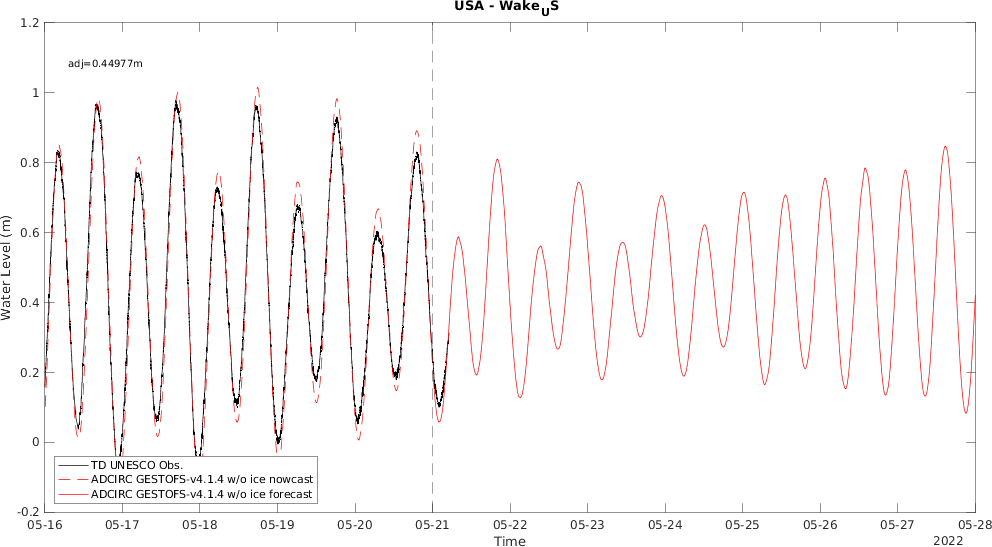 USA - WakeUS
1.2
adj=0.44977m
1
0.8
0.6
0.4
0.2
0
-0.2
Water Level (m)
TD UNESCO Obs.
ADCIRC GESTOFS-v4.1.4 w/o ice nowcast
ADCIRC GESTOFS-v4.1.4 w/o ice forecast
05-16 05-17 05-18 05-19 05-20 05-21 05-22 05-23 05-24 05-25 05-26 05-27 05-28
Time
2022